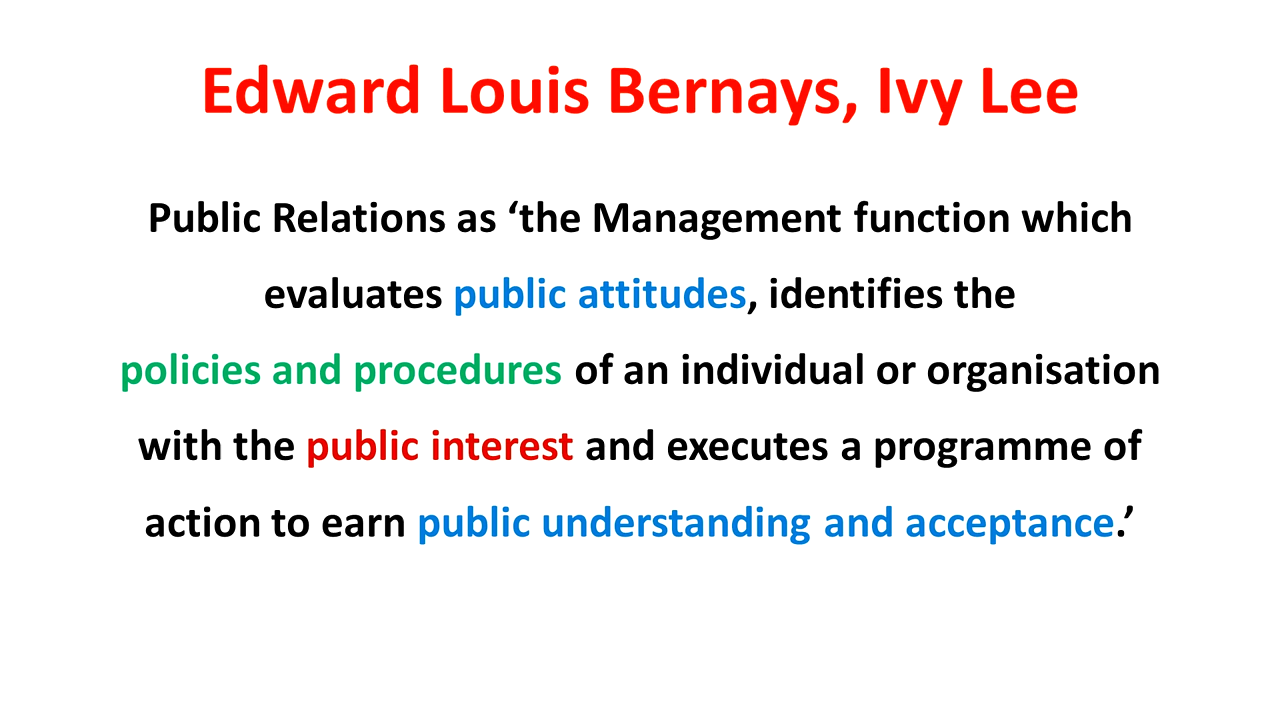 Edward Louis Bernays, Ivy Lee
Public Relations as ‘the Management function which
evaluates public attitudes, identifies the
policies and procedures of an individual or organisation
with the public interest and executes a programme of
action to earn public understanding and acceptance.’